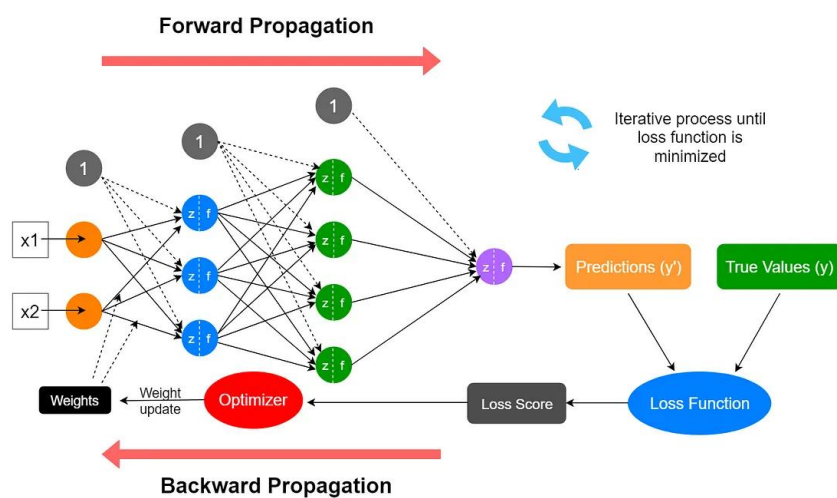 Forward Propagation
1
1
1
Iterative process until
loss function is
minimized
z f
z f
z f
z f
z f
z f
z f
z f
x1
x2
Predictions (y')
True Values (y)
Weights
Weight
update
Optimizer
Loss Score
Loss Function
Backward Propagation